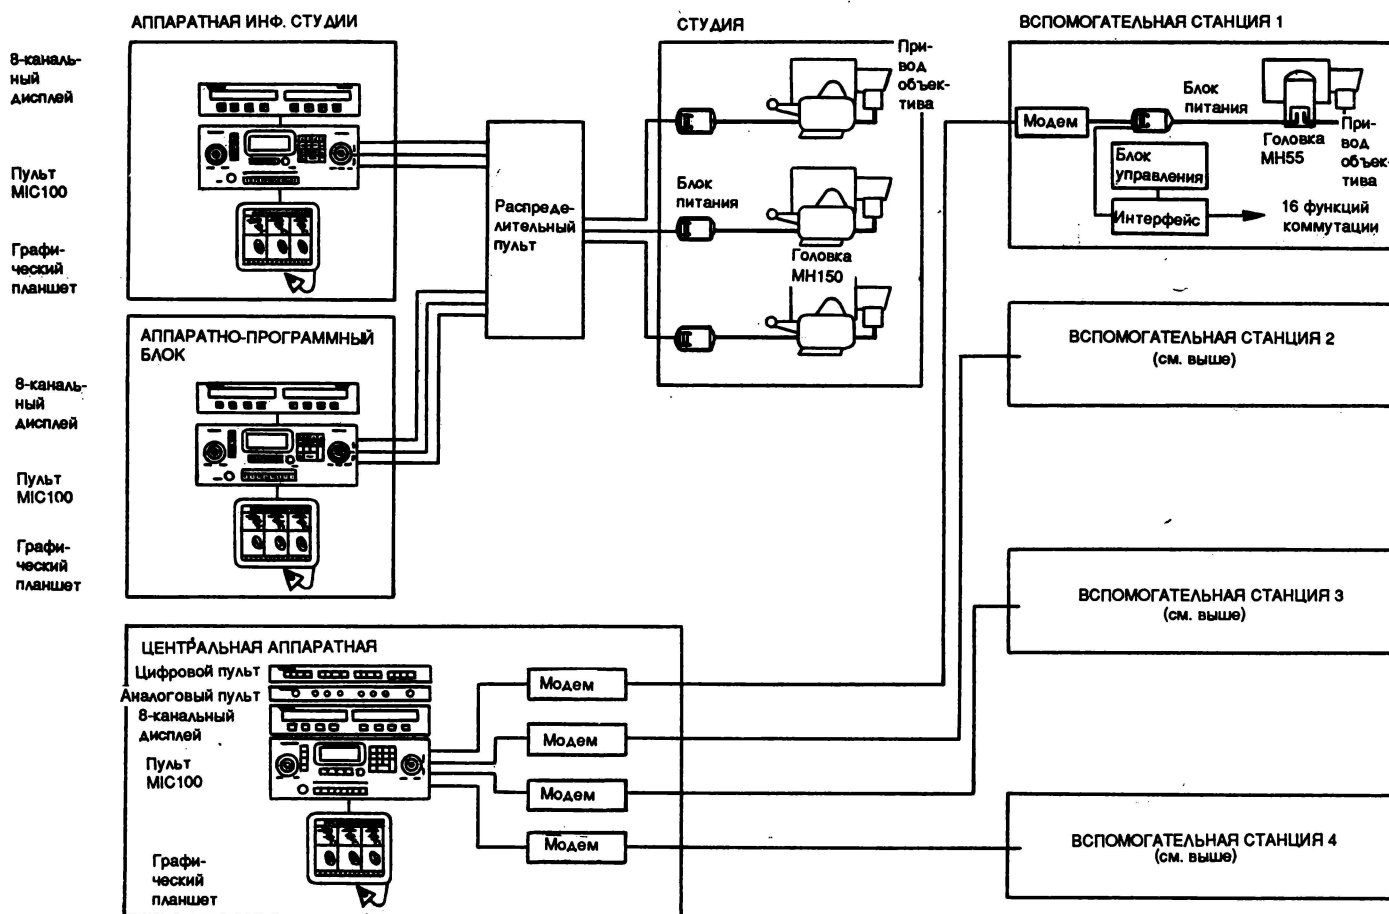 АППАРАТНАЯ ИНФ. СТУДИИ
8-каналь-
ный
дисплей
Пульт
MIC100
Графи-
ческий
планшет
АППАРАТНО-ПРОГРАММНЫЙ
БЛОК
8-каналь-
ный
дисплей
Пульт
MIC100
Графи-
ческий
планшет
Распреде-
лительный
пульт
СТУДИЯ
При-
вод
объек-
тива
Блок
питания
Головка
МН150
ВСПОМОГАТЕЛЬНАЯ СТАНЦИЯ 1
Модем
Блок
питания
Головка
МН55
При-
вод
объек-
тива
Блок
управления
Интерфейс
16 функций
коммутации
ВСПОМОГАТЕЛЬНАЯ СТАНЦИЯ 2
(см. выше)
ВСПОМОГАТЕЛЬНАЯ СТАНЦИЯ 3
(см. выше)
ВСПОМОГАТЕЛЬНАЯ СТАНЦИЯ 4
(см. выше)
ЦЕНТРАЛЬНАЯ АППАРАТНАЯ
Цифровой пульт
Аналоговый пульт
8-канальный
дисплей
Пульт
MIC100
Графи-
ческий
планшет
Модем
Модем
Модем
Модем